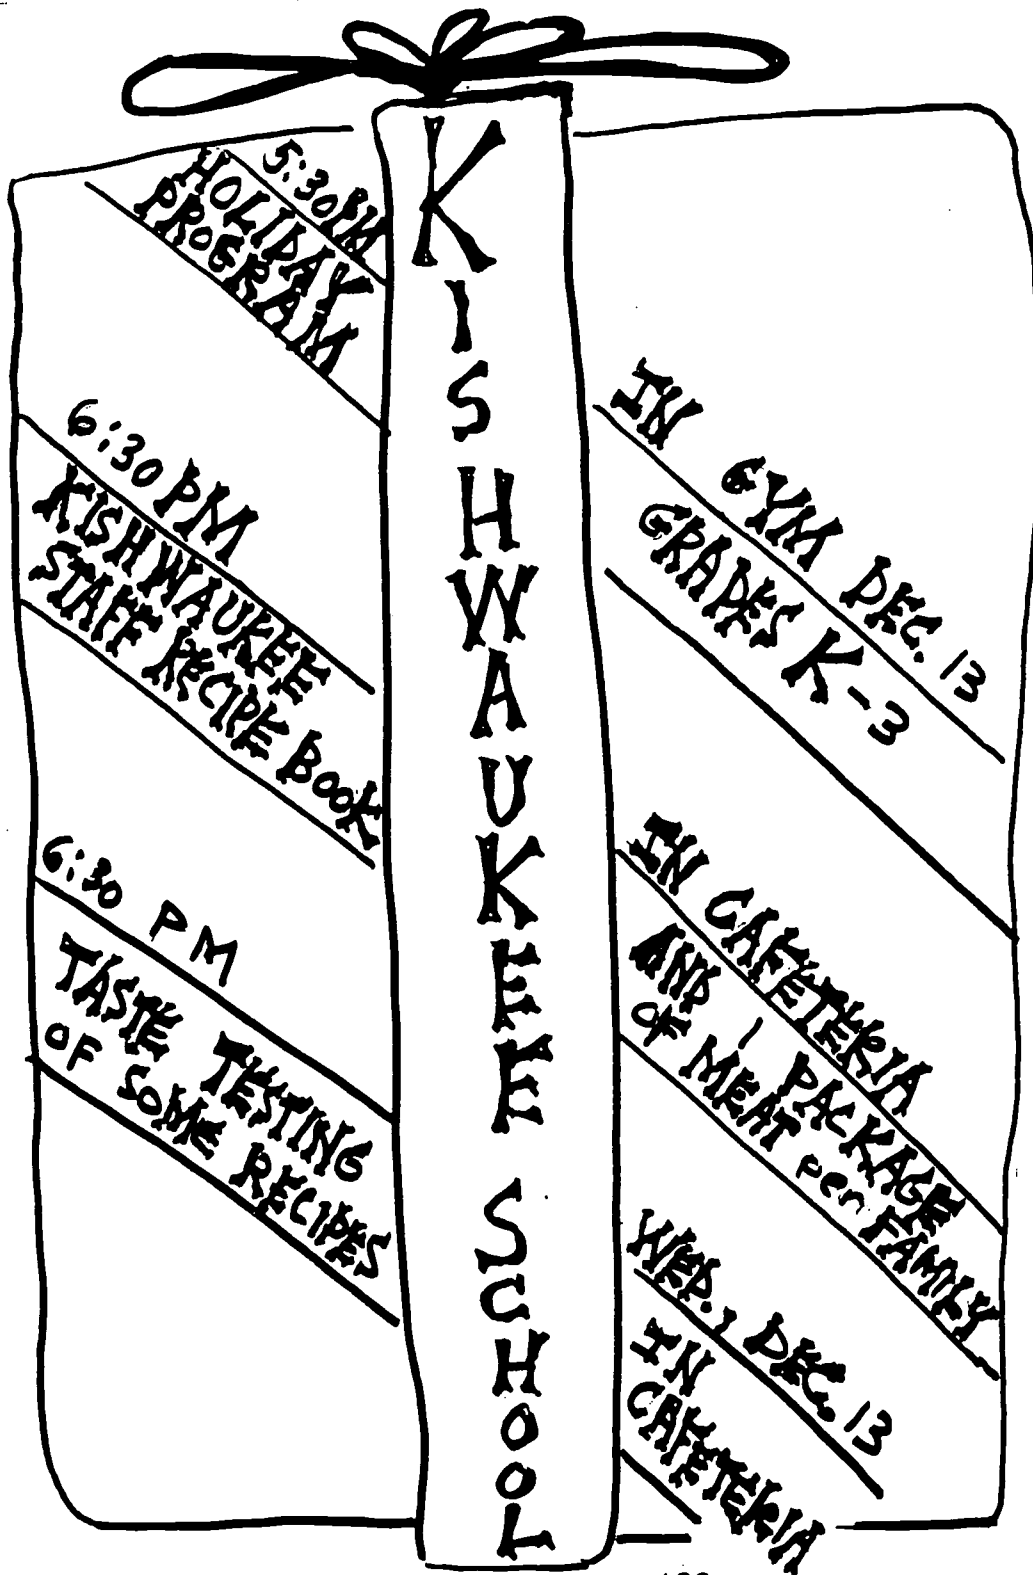 KISHWAUKEE SCHOOL
5:30 PM
HOLIDAY
PROGRAM
IN GYM DEC. 13
GRADES K-3
6:30 PM
KISHWAUKEE
STAFF RECIPE BOOK
IN CAFETERIA
AND 1 PACKAGE
OF MEAT per FAMILY
6:30 PM
TASTE TESTING
OF SOME RECIPES
WED., DEC. 13
IN
CAFETERIA